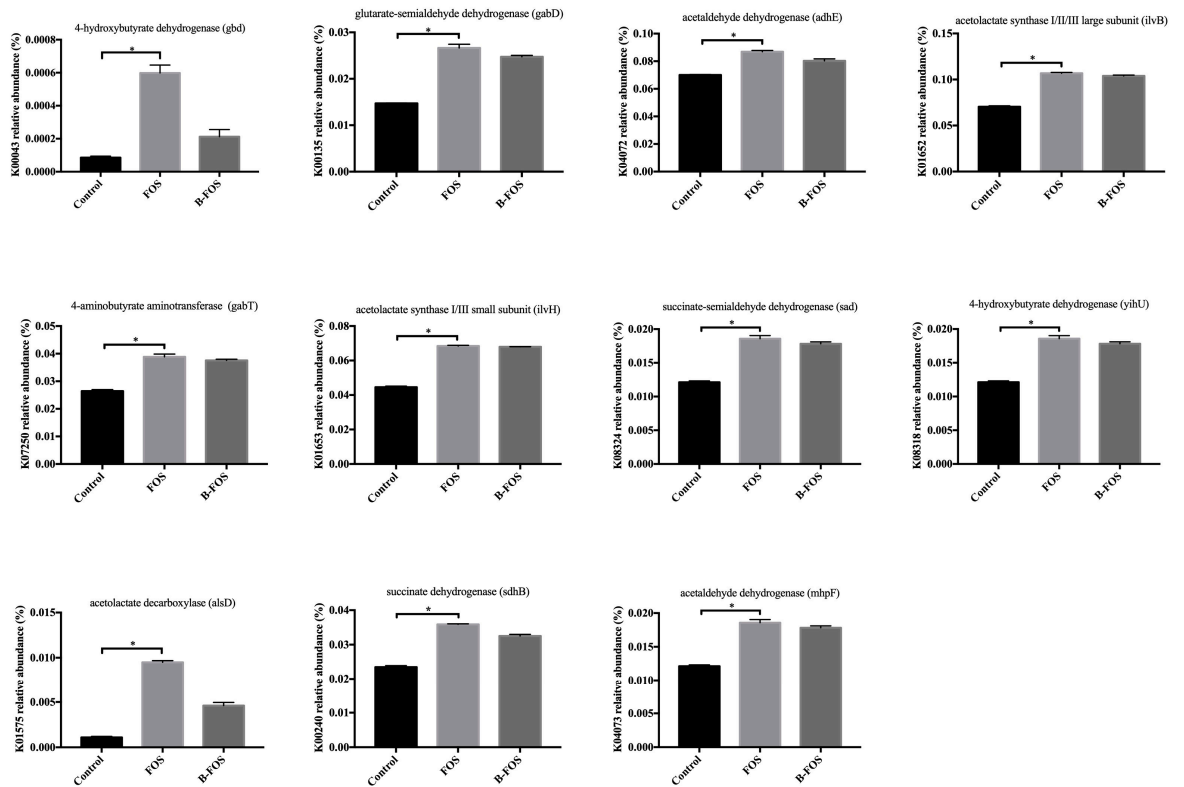 4-hydroxybutyrate dehydrogenase (gbd)
K00043 relative abundance (%)
0.0008
0.0006
0.0004
0.0002
0.0000
*
Control
FOS
B-FOS
glutarate-semialdehyde dehydrogenase (gabD)
K00135 relative abundance (%)
0.03
0.02
0.01
0.00
*
Control
FOS
B-FOS
acetaldehyde dehydrogenase (adhE)
K04072 relative abundance (%)
0.10
0.08
0.06
0.04
0.02
0.00
*
Control
FOS
B-FOS
acetolactate synthase I/II/III large subunit (ilvB)
K01652 relative abundance (%)
0.15
0.10
0.05
0.00
*
Control
FOS
B-FOS
4-aminobutyrate aminotransferase (gabT)
K07250 relative abundance (%)
0.05
0.04
0.03
0.02
0.01
0.00
*
Control
FOS
B-FOS
acetolactate synthase I/III small subunit (ilvH)
K01653 relative abundance (%)
0.08
0.06
0.04
0.02
0.00
*
Control
FOS
B-FOS
succinate-semialdehyde dehydrogenase (sad)
K08324 relative abundance (%)
0.020
0.015
0.010
0.005
0.000
*
Control
FOS
B-FOS
4-hydroxybutyrate dehydrogenase (yihU)
K08318 relative abundance (%)
0.020
0.015
0.010
0.005
0.000
*
Control
FOS
B-FOS
acetolactate decarboxylase (alsD)
K01575 relative abundance (%)
0.015
0.010
0.005
0.000
*
Control
FOS
B-FOS
succinate dehydrogenase (sdhB)
K00240 relative abundance (%)
0.04
0.03
0.02
0.01
0.00
*
Control
FOS
B-FOS
acetaldehyde dehydrogenase (mhpF)
K04073 relaitve abundance (%)
0.020
0.015
0.010
0.005
0.000
*
Control
FOS
B-FOS